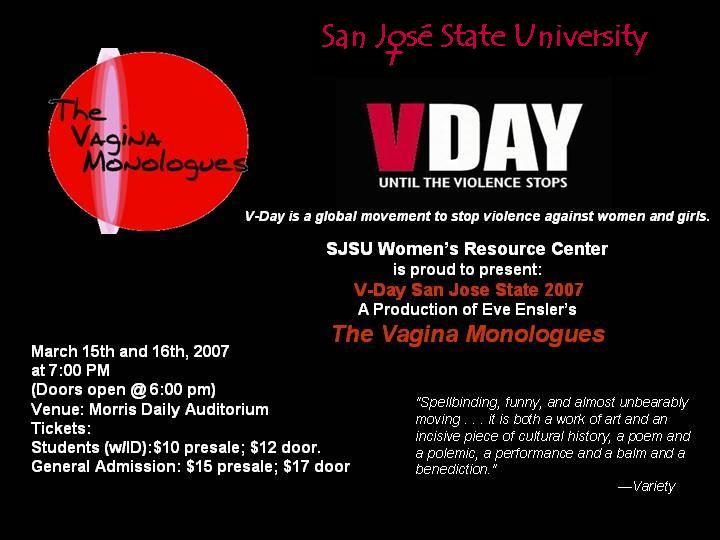 San José State University
The
Vagina
Monologues
VDAY
UNTIL THE VIOLENCE STOPS
V-Day is a global movement to stop violence against women and girls.
SJSU Women's Resource Center
is proud to present:
V-Day San Jose State 2007
A Production of Eve Ensler's
The Vagina Monologues
March 15th and 16th, 2007
at 7:00 PM
(Doors open @ 6:00 pm)
Venue: Morris Daily Auditorium
Tickets:
Students (w/ID):$10 presale; $12 door.
General Admission: $15 presale; $17 door
"Spellbinding, funny, and almost unbearably
moving . . . it is both a work of art and an
incisive piece of cultural history, a poem and
a polemic, a performance and a balm and a
benediction."
—Variety